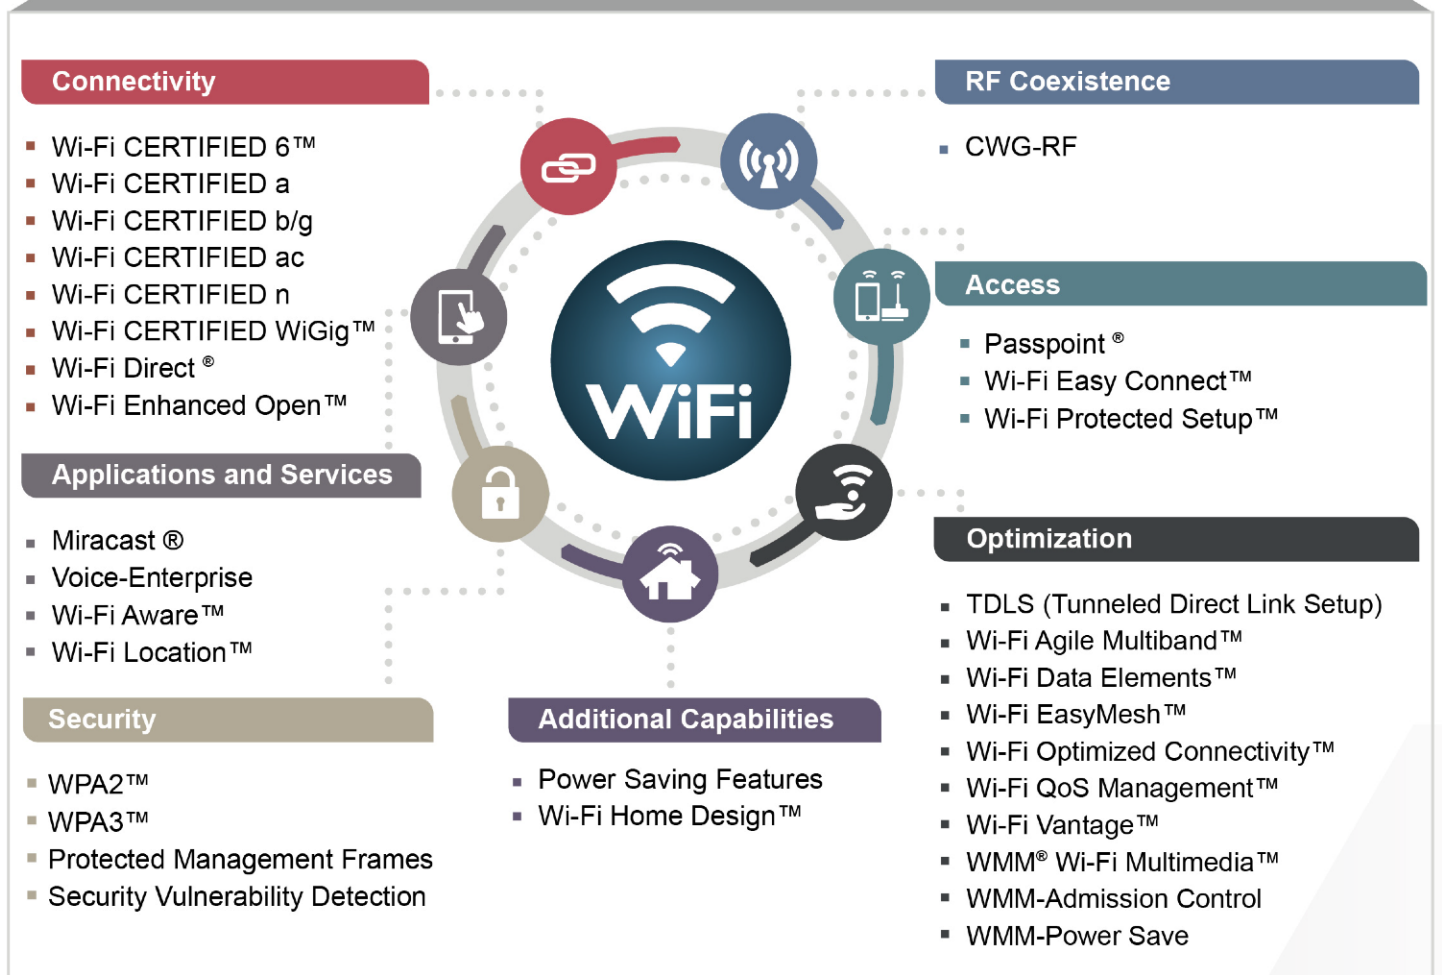 Connectivity
Wi-Fi CERTIFIED 6™
Wi-Fi CERTIFIED a
Wi-Fi CERTIFIED b/g
Wi-Fi CERTIFIED ac
Wi-Fi CERTIFIED n
Wi-Fi CERTIFIED WiGig™
Wi-Fi Direct ®
Wi-Fi Enhanced Open™
Applications and Services
Miracast ®
Voice-Enterprise
Wi-Fi Aware™
Wi-Fi Location™
Security
WPA2™
WPA3™
Protected Management Frames
Security Vulnerability Detection
WiFi
Additional Capabilities
Power Saving Features
Wi-Fi Home Design™
RF Coexistence
CWG-RF
Access
Passpoint ®
Wi-Fi Easy Connect™
Wi-Fi Protected Setup™
Optimization
TDLS (Tunneled Direct Link Setup)
Wi-Fi Agile Multiband™
Wi-Fi Data Elements™
Wi-Fi EasyMesh™
Wi-Fi Optimized Connectivity™
Wi-Fi QoS Management™
Wi-Fi Vantage™
WMM® Wi-Fi Multimedia™
WMM-Admission Control
WMM-Power Save